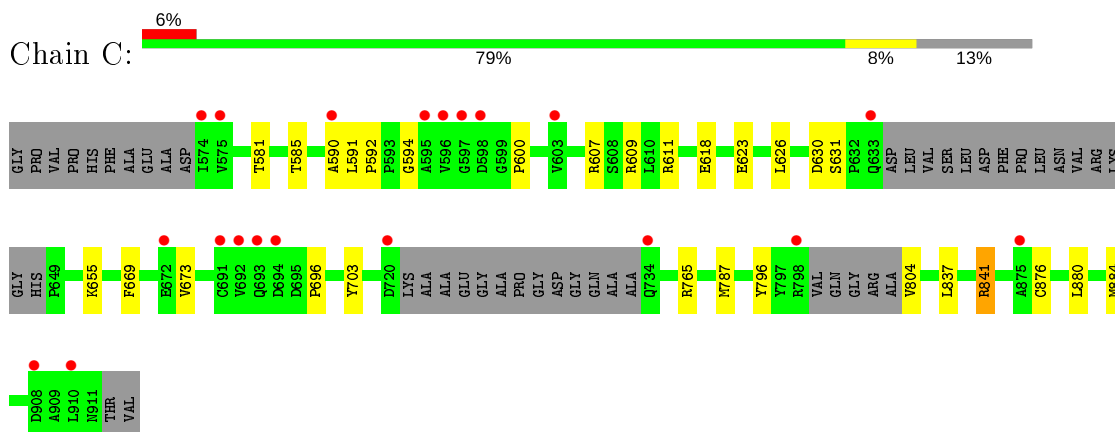 6%
Chain C:
79%
8%
13%
GLY PRO VAL PRO HIS PHE ALA GLU ALA ASP I574 V575 T581 T585 A590 L591 P592 P593 G594 A595 V596 G597 D598 G599 P600 V603 R607 S608 R609 L610 R611 E618 E623 L626 D630 S631 P632 Q633 ASP LEU VAL SER LEU ASP PHE PRO LEU ASN VAL ARG LYS
GLY HIS P649 K655 F669 E672 V673 C691 V692 Q693 D694 D695 P696 Y703 D720 LYS ALA ALA GLU GLY ALA PRO GLY ASP GLY GLN ALA ALA Q734 R765 M787 Y796 Y797 R798 VAL GLN GLY ARG ALA V804 L837 R841 A875 C876 L880 M884
D908 A909 L910 N911 THR VAL